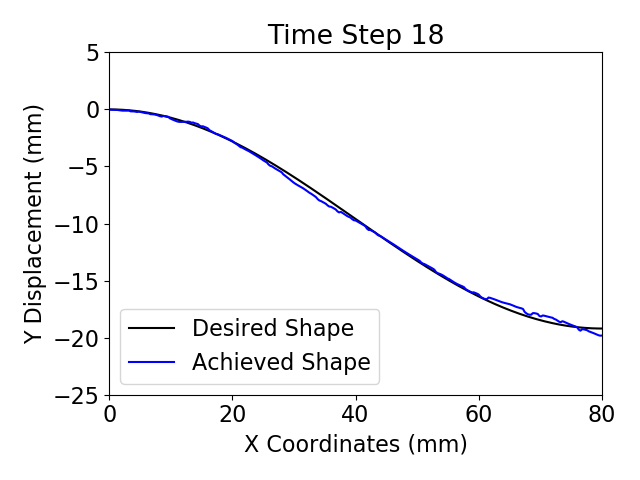 Time Step 18
Y Displacement (mm)
5
0
−5
−10
−15
−20
−25
Desired Shape
Achieved Shape
0 20 40 60 80
X Coordinates (mm)